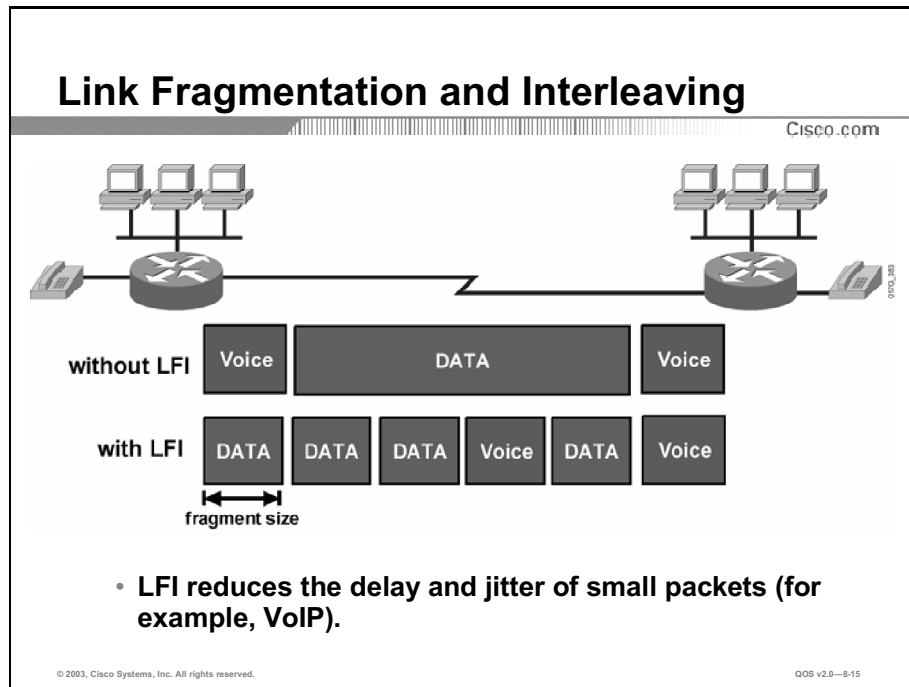 Link Fragmentation and Interleaving
Cisco.com
017G_383
without LFI
Voice
DATA
Voice
with LFI
DATA
DATA
DATA
Voice
DATA
Voice
fragment size
• LFI reduces the delay and jitter of small packets (for
example, VoIP).
© 2003, Cisco Systems, Inc. All rights reserved.
QOS v2.0—8-15